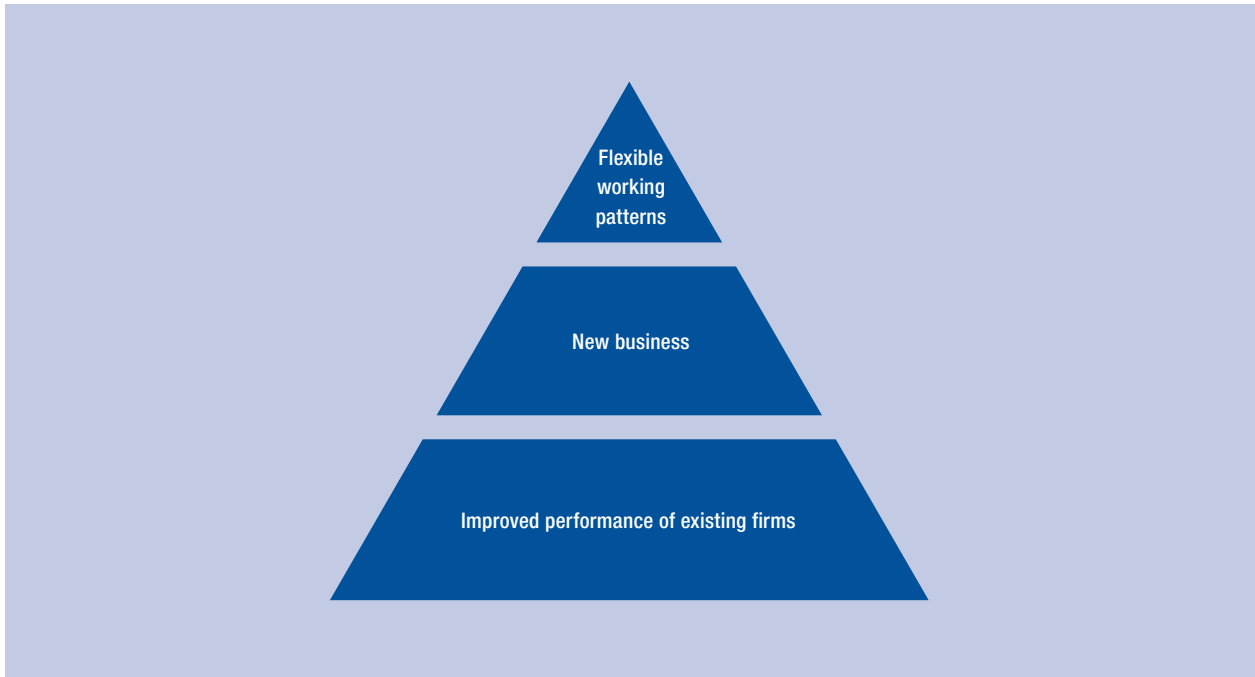 Flexible
working
patterns
New business
Improved performance of existing firms